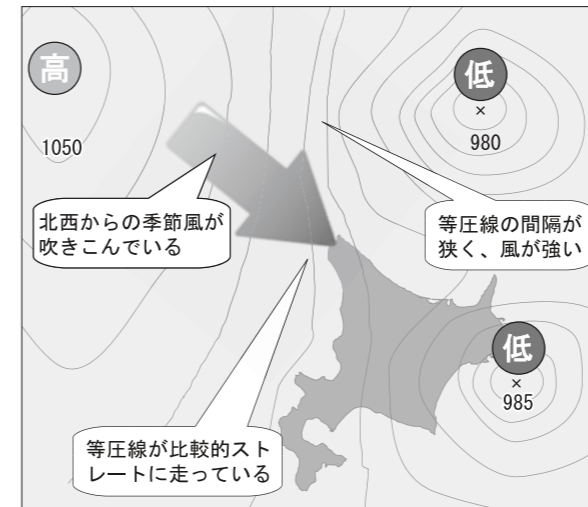 高
1050
低
×
980
北西からの季節風が
吹きこんでいる
等圧線の間隔が
狭く、風が強い
低
×
985
等圧線が比較的スト
レートに走っている